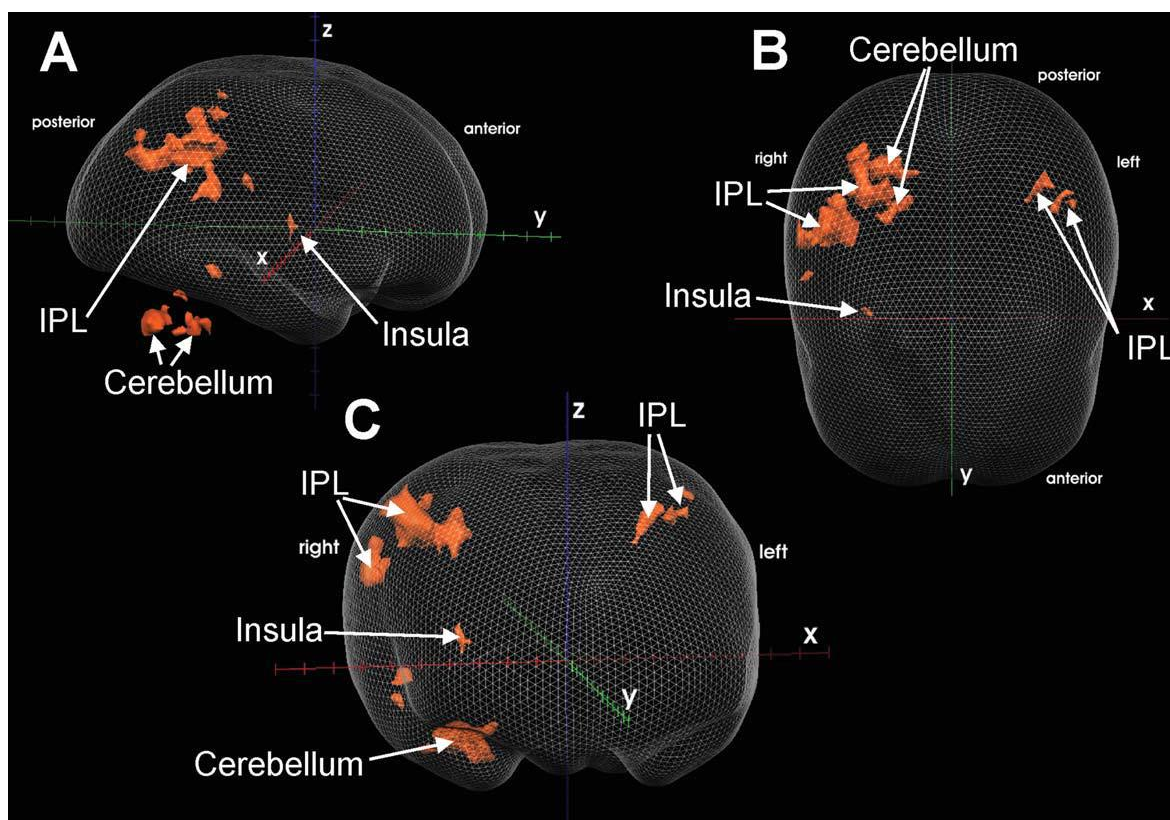 A
z
posterior
anterior
y
x
IPL
Insula
Cerebellum
B
Cerebellum
posterior
right
left
IPL
Insula
x
IPL
y
anterior
C
z
IPL
IPL
right
left
Insula
x
y
Cerebellum